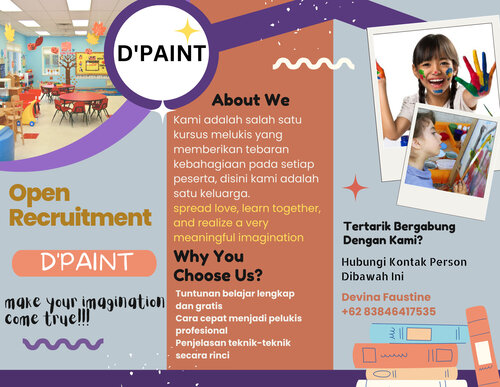 D'PAINT
Open
Recruitment
D'PAINT
make your imagination
come true!!!
About We
Kami adalah salah satu
kursus melukis yang
memberikan tebaran
kebahagiaan pada setiap
peserta, disini kami adalah
satu keluarga.
spread love, learn together,
and realize a very
meaningful imagination
Why You
Choose Us?
Tuntunan belajar lengkap
dan gratis
Cara cepat menjadi pelukis
profesional
Penjelasan teknik-teknik
secara rinci
Tertarik Bergabung
Dengan Kami?
Hubungi Kontak Person
Dibawah Ini
Devina Faustine
+62 83846417535